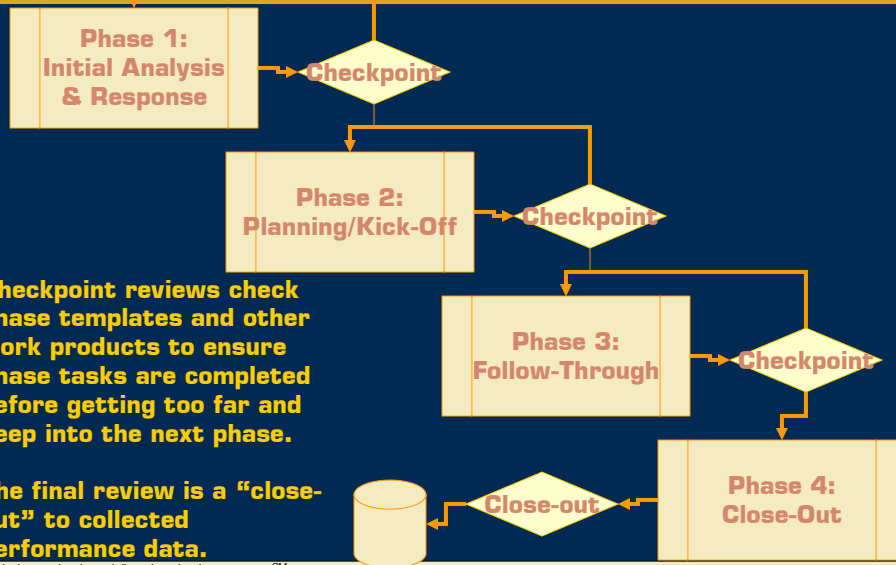 Phase 1:
Initial Analysis
& Response
Checkpoint
Phase 2:
Planning/Kick-Off
Checkpoint
heckpoint reviews check
hase templates and other
ork products to ensure
hase tasks are completed
efore getting too far and
eep into the next phase.
he final review is a “close-
ut” to collected
erformance data.
Phase 3:
Follow-Through
Checkpoint
Phase 4:
Close-Out
Close-out